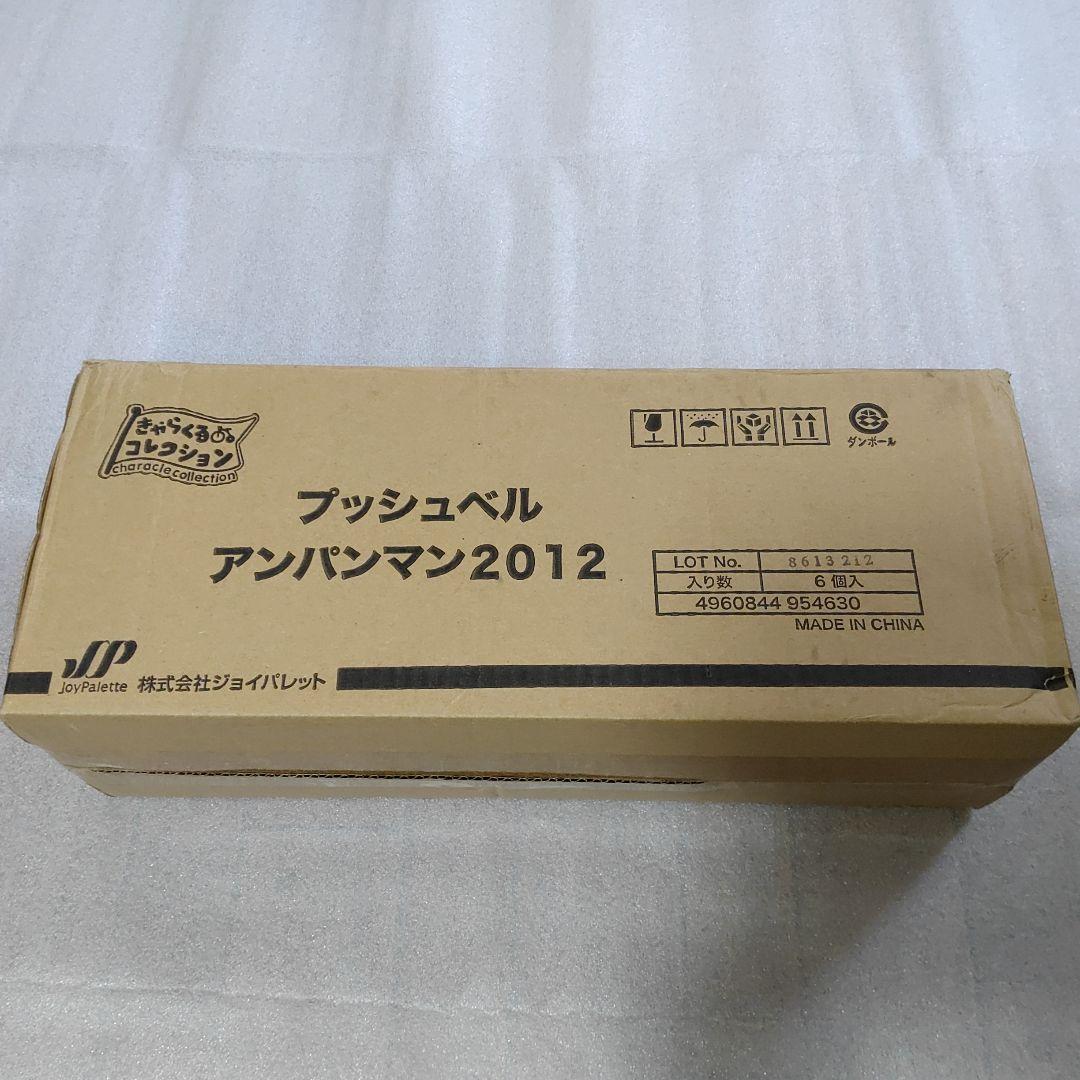 きゃらくる
コレクション
characle collection
ダンボール
プッシュベル
アンパンマン2012
LOT No. 8613212
入り数 6個入
4960844 954630
MADE IN CHINA
JP
JoyPalette 株式会社ジョイパレット